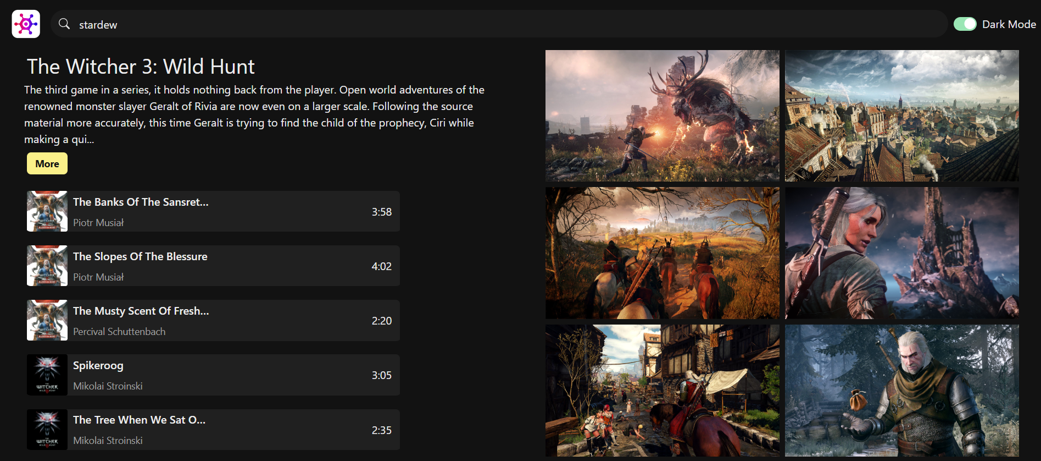 stardew
Dark Mode
The Witcher 3: Wild Hunt
The third game in a series, it holds nothing back from the player. Open world adventures of the
renowned monster slayer Geralt of Rivia are now even on a larger scale. Following the source
material more accurately, this time Geralt is trying to find the child of the prophecy, Ciri while
making a qui...
More
The Banks Of The Sansret...
Piotr Musiał
3:58
The Slopes Of The Blessure
Piotr Musiał
4:02
The Musty Scent Of Fresh...
Percival Schuttenbach
2:20
Spikeroog
Mikolai Stroinski
3:05
The Tree When We Sat O...
Mikolai Stroinski
2:35
WITCHER
WITCHER